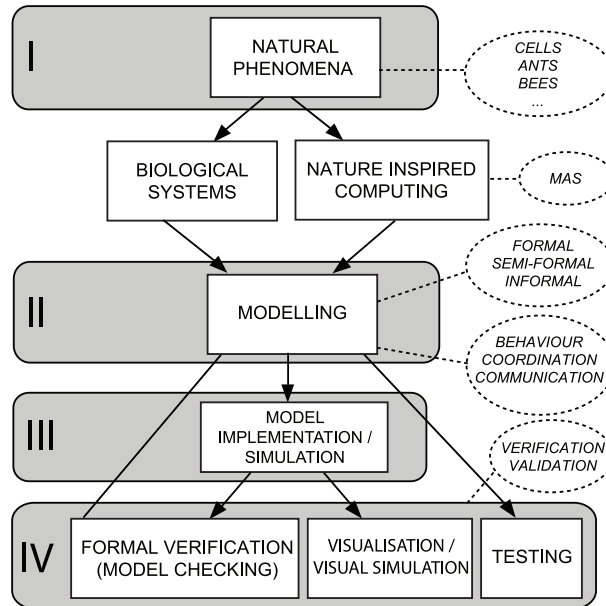 I
NATURAL
PHENOMENA
CELLS
ANTS
BEES
...
BIOLOGICAL
SYSTEMS
NATURE INSPIRED
COMPUTING
MAS
FORMAL
SEMI-FORMAL
INFORMAL
II
MODELLING
BEHAVIOUR
COORDINATION
COMMUNICATION
III
MODEL
IMPLEMENTATION /
SIMULATION
VERIFICATION
VALIDATION
IV
FORMAL VERIFICATION
(MODEL CHECKING)
VISUALISATION /
VISUAL SIMULATION
TESTING